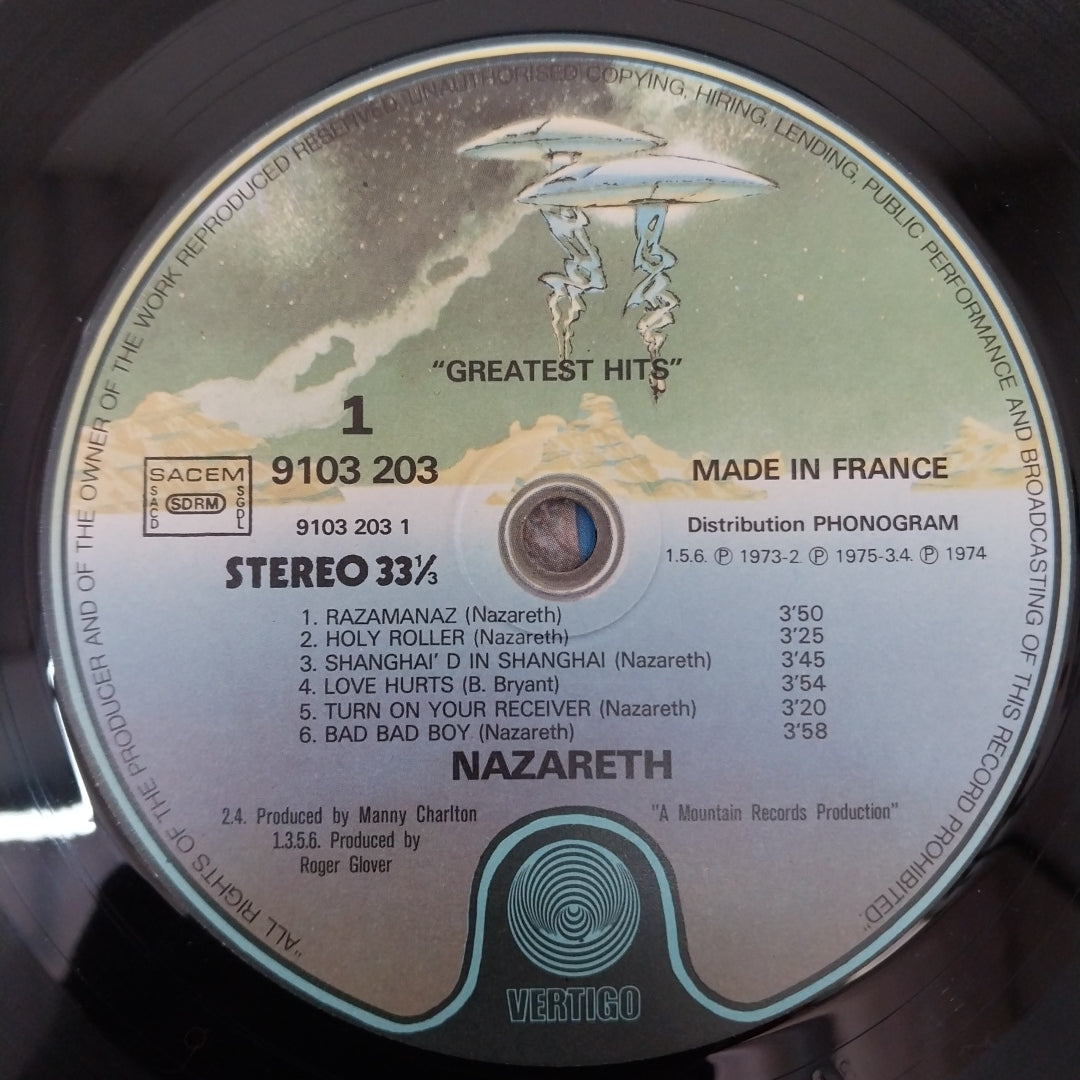 "ALL RIGHTS OF THE PRODUCER AND OF THE OWNER OF THE WORK REPRODUCED RESERVED. UNAUTHORISED COPYING, HIRING, LENDING, PUBLIC PERFORMANCE AND BROADCASTING OF THIS RECORD PROHIBITED."
"GREATEST HITS"
1
SACEM
SACD
SDRM
SGDL
9103 203
MADE IN FRANCE
9103 203 1
Distribution PHONOGRAM
STEREO 33⅓
1.5.6. ℗ 1973-2. ℗ 1975-3.4. ℗ 1974
1. RAZAMANAZ (Nazareth) 3'50
2. HOLY ROLLER (Nazareth) 3'25
3. SHANGHAI' D IN SHANGHAI (Nazareth) 3'45
4. LOVE HURTS (B. Bryant) 3'54
5. TURN ON YOUR RECEIVER (Nazareth) 3'20
6. BAD BAD BOY (Nazareth) 3'58
NAZARETH
2.4. Produced by Manny Charlton
1.3.5.6. Produced by
Roger Glover
"A Mountain Records Production"
VERTIGO